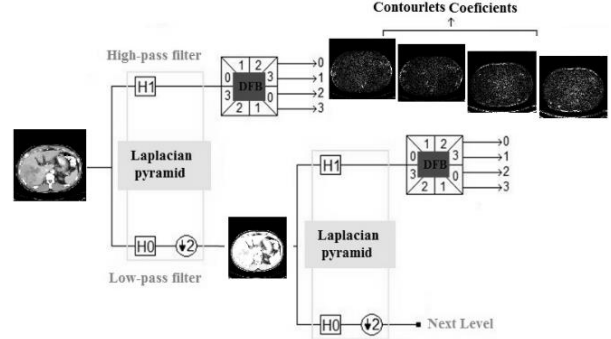 Contourlets Coeficients
High-pass filter
H1
1 2
0 3
DFB
3 0
2 1
0
1
2
3
Laplacian
pyramid
H0
↓2
Low-pass filter
H1
1 2
0 3
DFB
3 0
2 1
0
1
2
3
Laplacian
pyramid
H0
↓2
Next Level